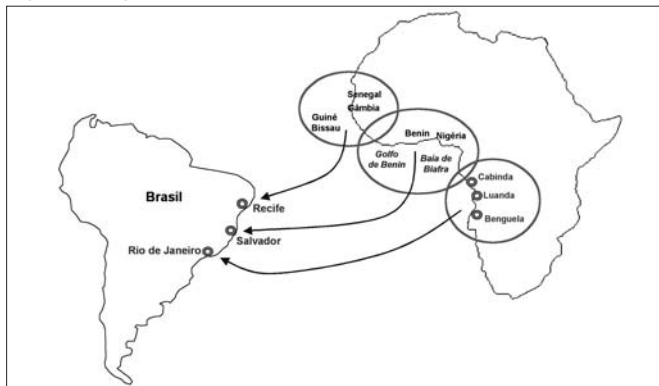 Senegal
Gâmbia
Guiné
Bissau
Benin
Nigéria
Golfo
de Benin
Baía de
Biafra
Cabinda
Luanda
Benguela
Brasil
Recife
Salvador
Rio de Janeiro